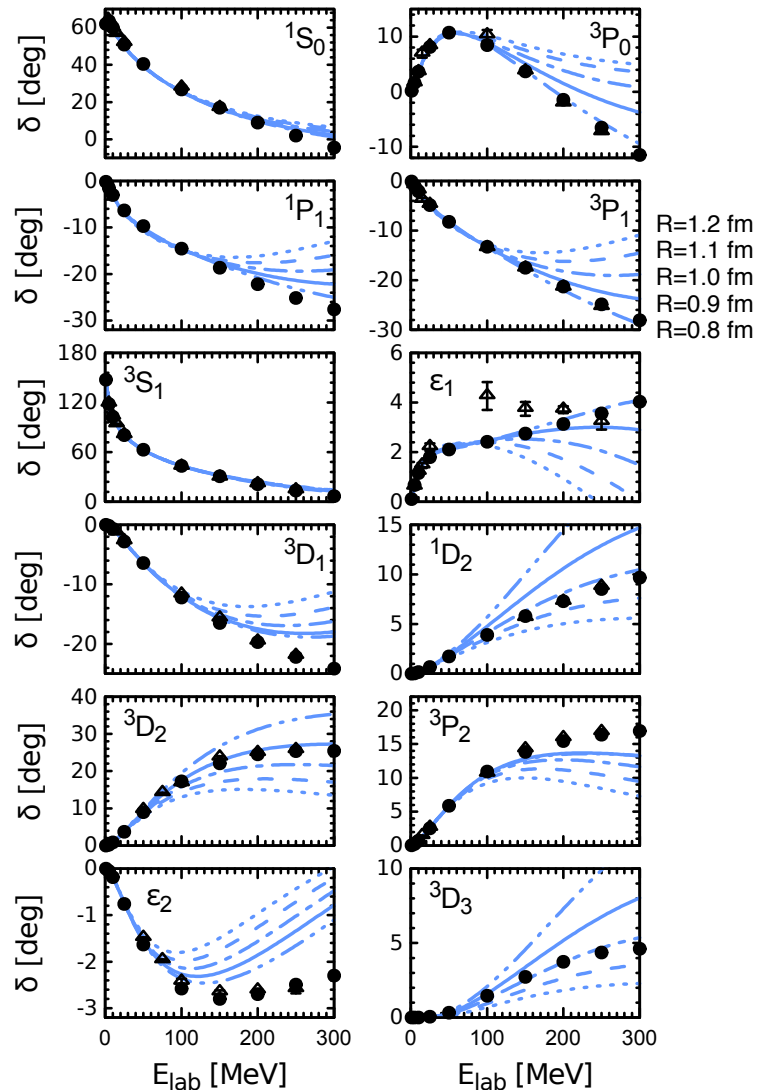 60
40
20
0
δ [deg]
¹S₀
10
0
-10
³P₀
0
-10
-20
-30
δ [deg]
¹P₁
0
-10
-20
-30
³P₁
R=1.2 fm
R=1.1 fm
R=1.0 fm
R=0.9 fm
R=0.8 fm
180
120
60
0
δ [deg]
³S₁
6
4
2
0
ε₁
0
-10
-20
δ [deg]
³D₁
15
10
5
0
¹D₂
40
30
20
10
0
δ [deg]
³D₂
20
15
10
5
0
³P₂
0
-1
-2
-3
δ [deg]
ε₂
0 100 200 300
E_lab [MeV]
10
5
0
³D₃
0 100 200 300
E_lab [MeV]